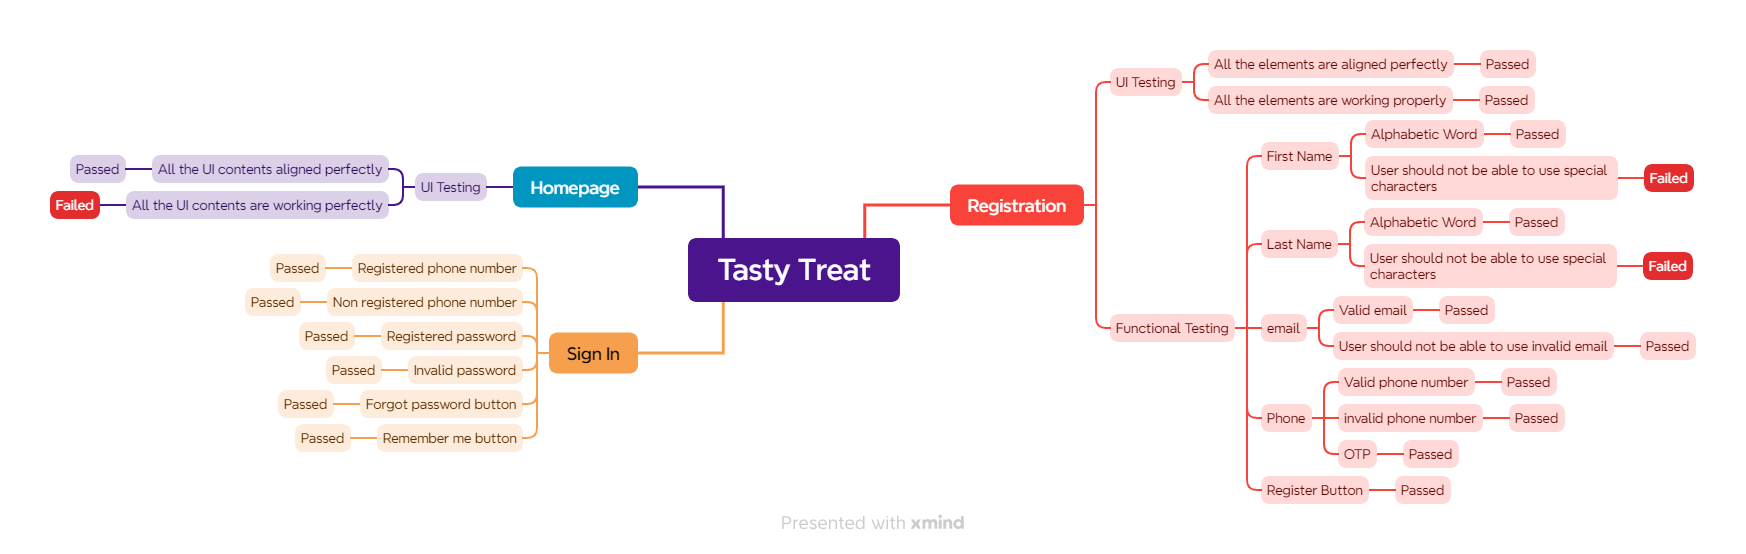 Tasty Treat
Registration
UI Testing
All the elements are aligned perfectly
Passed
All the elements are working properly
Passed
Functional Testing
First Name
Alphabetic Word
Passed
User should not be able to use special
characters
Failed
Last Name
Alphabetic Word
Passed
User should not be able to use special
characters
Failed
email
Valid email
Passed
User should not be able to use invalid email
Passed
Phone
Valid phone number
Passed
invalid phone number
Passed
OTP
Passed
Register Button
Passed
Homepage
UI Testing
All the UI contents aligned perfectly
Passed
All the UI contents are working perfectly
Failed
Sign In
Registered phone number
Passed
Non registered phone number
Passed
Registered password
Passed
Invalid password
Passed
Forgot password button
Passed
Remember me button
Passed
Presented with xmind